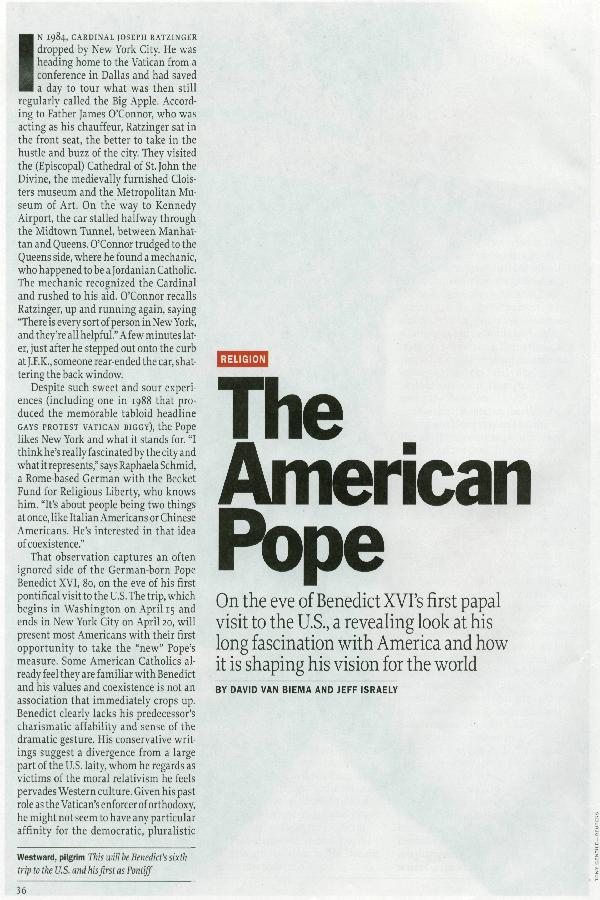 IN 1984, CARDINAL JOSEPH RATZINGER
dropped by New York City. He was
heading home to the Vatican from a
conference in Dallas and had saved
a day to tour what was then still
regularly called the Big Apple. Accord-
ing to Father James O'Connor, who was
acting as his chauffeur, Ratzinger sat in
the front seat, the better to take in the
hustle and buzz of the city. They visited
the (Episcopal) Cathedral of St. John the
Divine, the medievally furnished Clois-
ters museum and the Metropolitan Mu-
seum of Art. On the way to Kennedy
Airport, the car stalled halfway through
the Midtown Tunnel, between Manhat-
tan and Queens. O'Connor trudged to the
Queens side, where he found a mechanic,
who happened to be a Jordanian Catholic.
The mechanic recognized the Cardinal
and rushed to his aid. O'Connor recalls
Ratzinger, up and running again, saying
"There is every sort of person in New York,
and they're all helpful." A few minutes lat-
er, just after he stepped out onto the curb
at J.F.K., someone rear-ended the car, shat-
tering the back window.
Despite such sweet and sour experi-
ences (including one in 1988 that pro-
duced the memorable tabloid headline
GAYS PROTEST VATICAN BIGGY), the Pope
likes New York and what it stands for. "I
think he's really fascinated by the city and
what it represents," says Raphaela Schmid,
a Rome-based German with the Becket
Fund for Religious Liberty, who knows
him. "It's about people being two things
at once, like Italian Americans or Chinese
Americans. He's interested in that idea
of coexistence."
That observation captures an often
ignored side of the German-born Pope
Benedict XVI, 80, on the eve of his first
pontifical visit to the U.S. The trip, which
begins in Washington on April 15 and
ends in New York City on April 20, will
present most Americans with their first
opportunity to take the "new" Pope's
measure. Some American Catholics al-
ready feel they are familiar with Benedict
and his values and coexistence is not an
association that immediately crops up.
Benedict clearly lacks his predecessor's
charismatic affability and sense of the
dramatic gesture. His conservative writ-
ings suggest a divergence from a large
part of the U.S. laity, whom he regards as
victims of the moral relativism he feels
pervades Western culture. Given his past
role as the Vatican's enforcer of orthodoxy,
he might not seem to have any particular
affinity for the democratic, pluralistic
Westward, pilgrim This will be Benedict's sixth
trip to the U.S. and his first as Pontiff
36
RELIGION
The
American
Pope
On the eve of Benedict XVI's first papal
visit to the U.S., a revealing look at his
long fascination with America and how
it is shaping his vision for the world
BY DAVID VAN BIEMA AND JEFF ISRAELY
TONY GENTILE—REUTERS